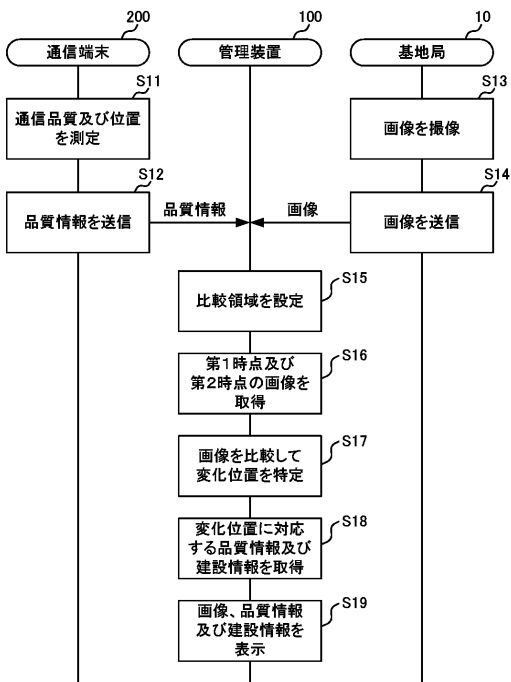 200
100
10
通信端末
管理装置
基地局
S11
通信品質及び位置
を測定
S13
画像を撮像
S12
品質情報を送信
品質情報
画像
S14
画像を送信
S15
比較領域を設定
S16
第1時点及び
第2時点の画像を
取得
S17
画像を比較して
変化位置を特定
S18
変化位置に対応
する品質情報及び
建設情報を取得
S19
画像、品質情報
及び建設情報を
表示